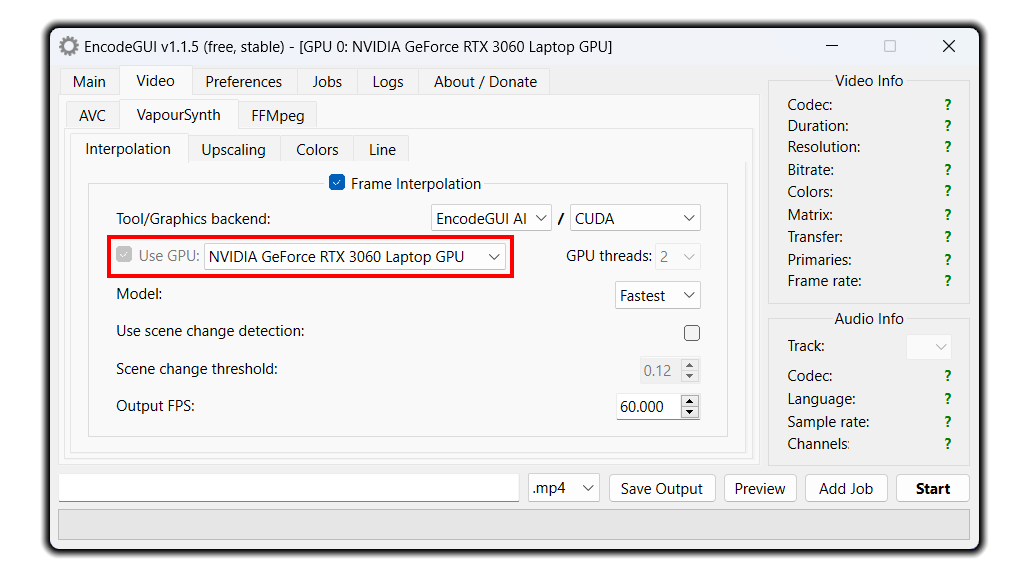 EncodeGUI v1.1.5 (free, stable) - [GPU 0: NVIDIA GeForce RTX 3060 Laptop GPU]
Main Video Preferences Jobs Logs About / Donate
AVC VapourSynth FFMpeg
Interpolation Upscaling Colors Line
Frame Interpolation
Tool/Graphics backend: EncodeGUI AI / CUDA
Use GPU: NVIDIA GeForce RTX 3060 Laptop GPU GPU threads: 2
Model: Fastest
Use scene change detection:
Scene change threshold: 0.12
Output FPS: 60.000
Video Info
Codec: ?
Duration: ?
Resolution: ?
Bitrate: ?
Colors: ?
Matrix: ?
Transfer: ?
Primaries: ?
Frame rate: ?
Audio Info
Track:
Codec: ?
Language: ?
Sample rate: ?
Channels: ?
.mp4 Save Output Preview Add Job Start